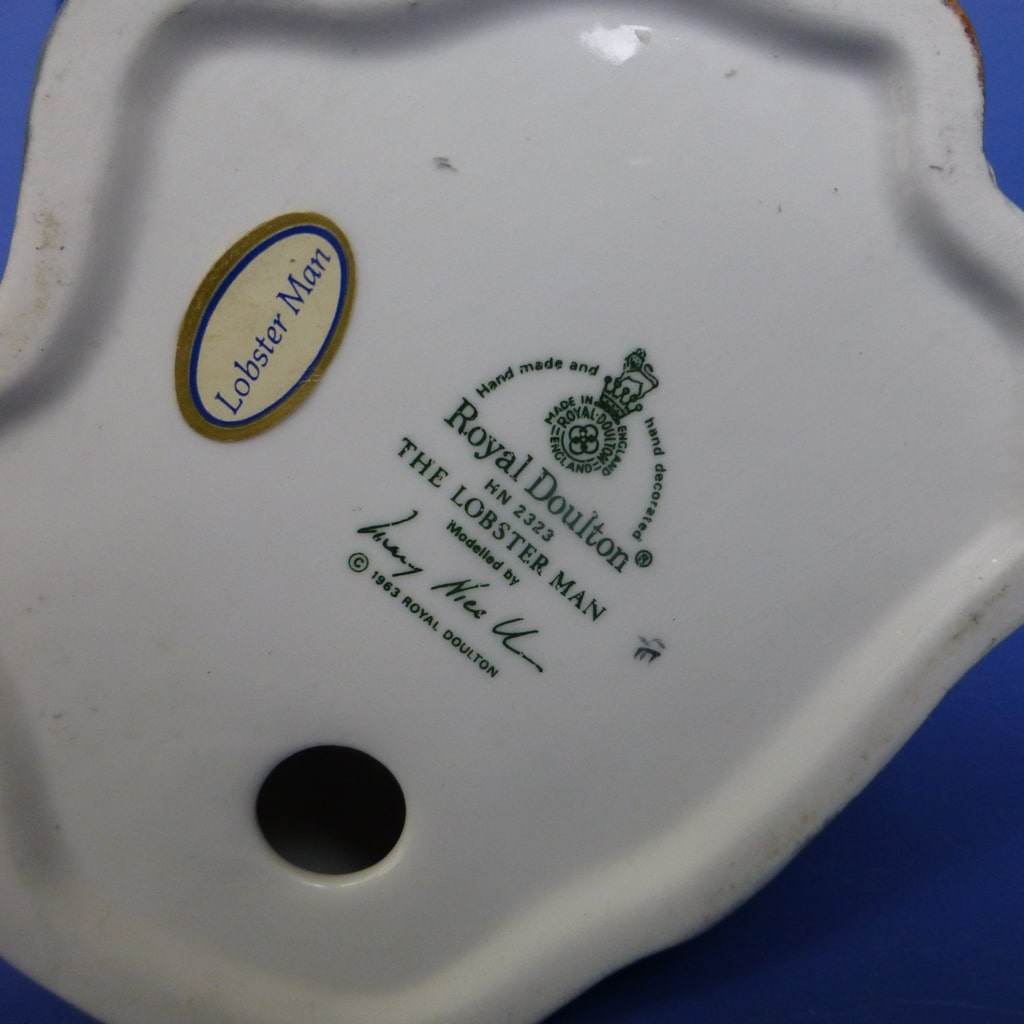 Lobster Man
Hand made and hand decorated
MADE IN ENGLAND
ROYAL·DOULTON
ENGLAND
Royal Doulton®
HN 2323
THE LOBSTER MAN
Modelled by
© 1963 ROYAL DOULTON